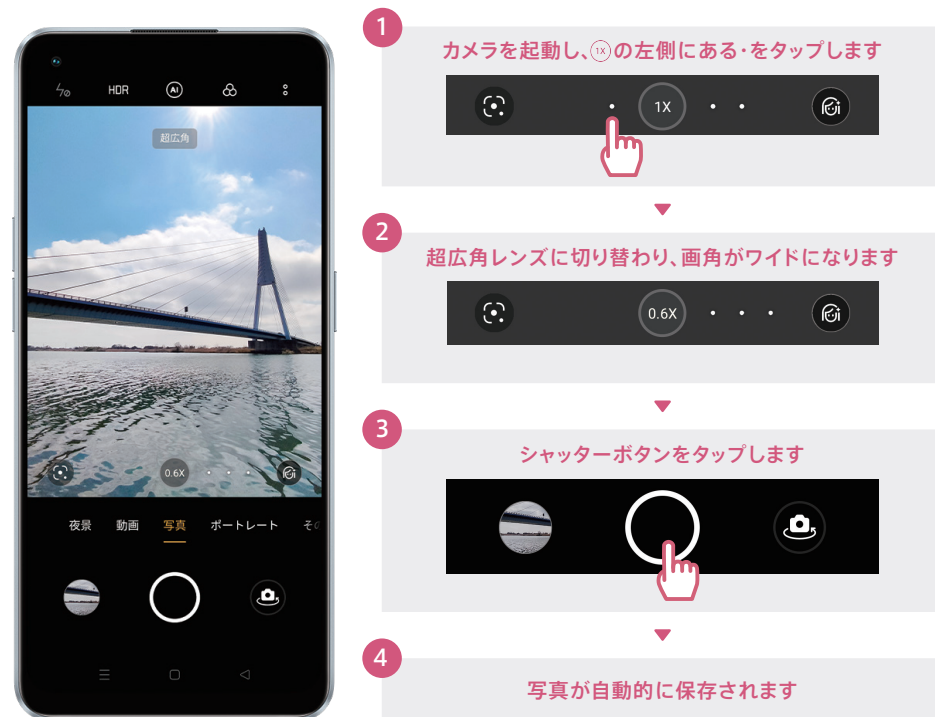 HDR
AI
超広角
0.6X
夜景 動画 写真 ポートレート その
1
カメラを起動し、1Xの左側にある・をタップします
1X
2
超広角レンズに切り替わり、画角がワイドになります
0.6X
3
シャッターボタンをタップします
4
写真が自動的に保存されます